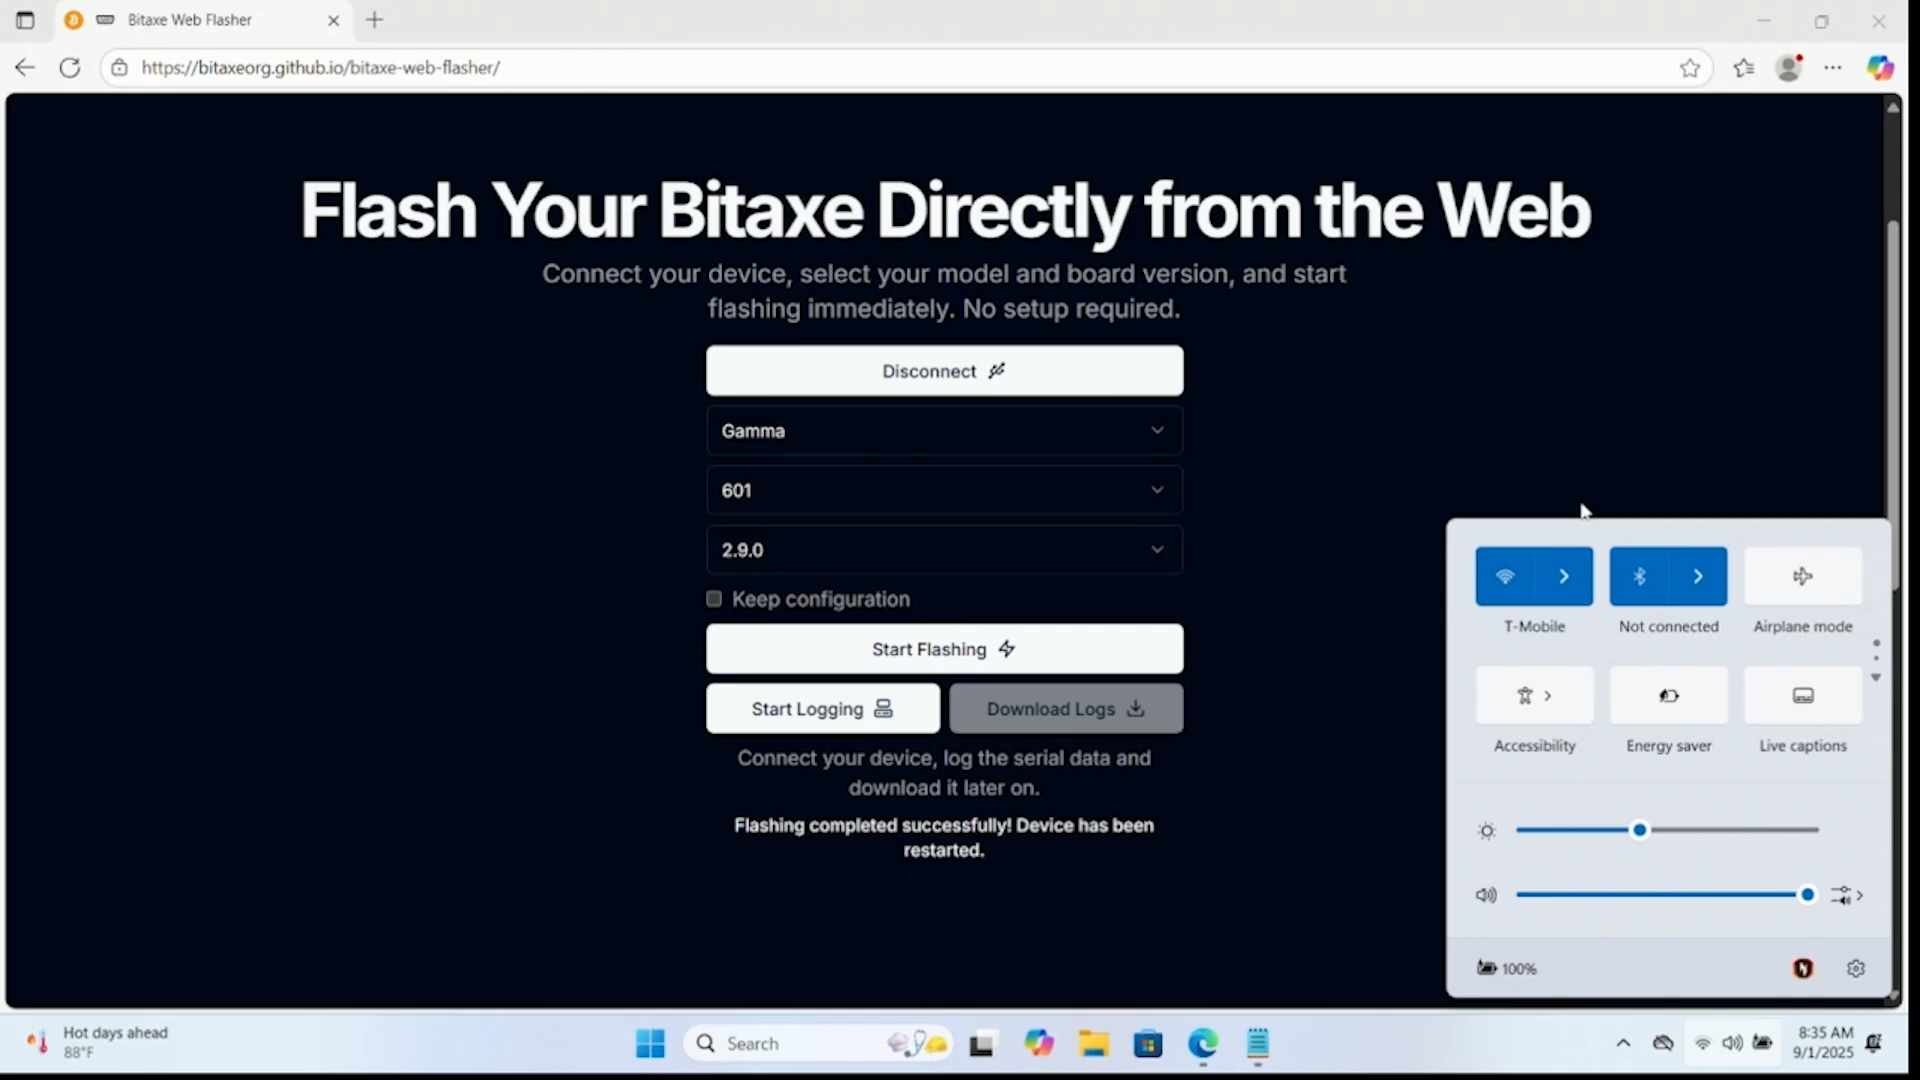 Bitaxe Web Flasher
https://bitaxeorg.github.io/bitaxe-web-flasher/
Flash Your Bitaxe Directly from the Web
Connect your device, select your model and board version, and start
flashing immediately. No setup required.
Disconnect
Gamma
601
2.9.0
Keep configuration
Start Flashing
Start Logging
Download Logs
Connect your device, log the serial data and
download it later on.
Flashing completed successfully! Device has been
restarted.
T-Mobile
Not connected
Airplane mode
Accessibility
Energy saver
Live captions
100%
Hot days ahead
88°F
Search
8:35 AM
9/1/2025